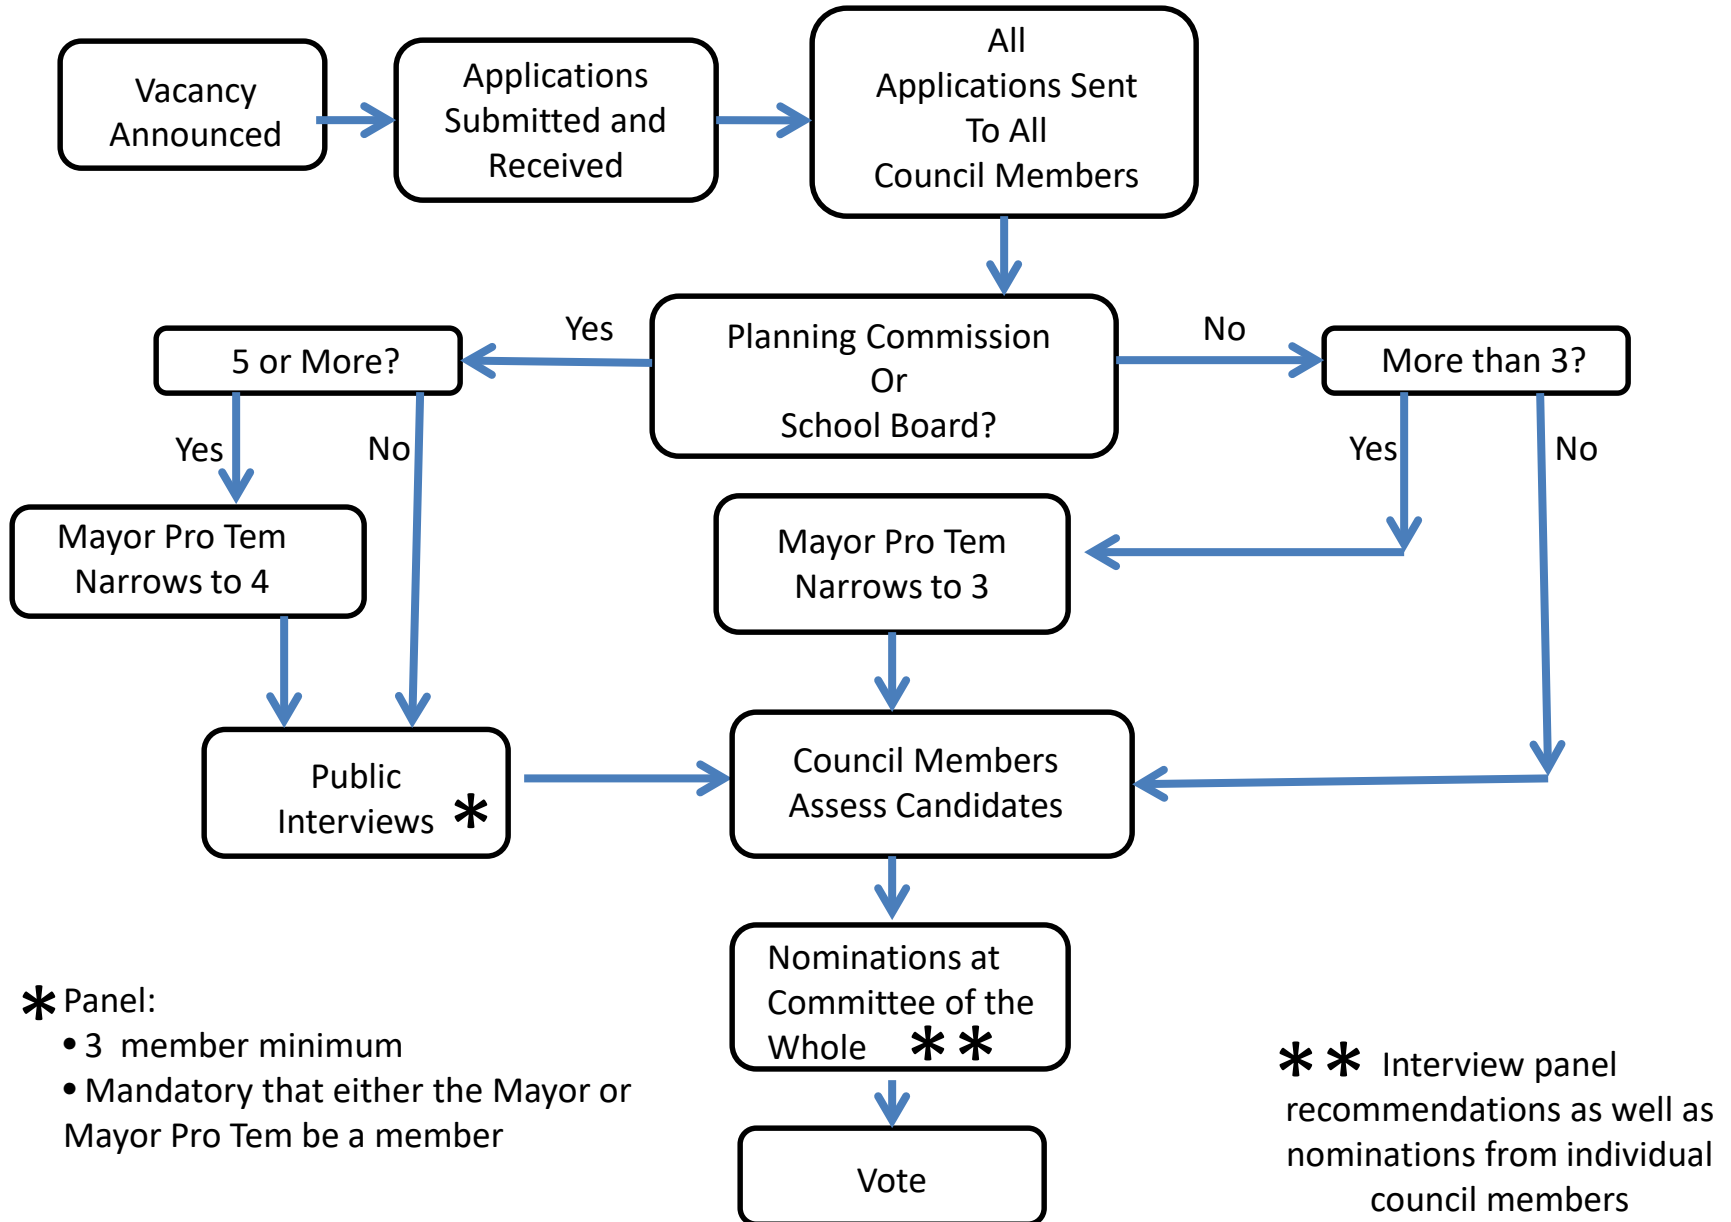 Vacancy
Announced
Applications
Submitted and
Received
All
Applications Sent
To All
Council Members
Planning Commission
Or
School Board?
Yes
No
5 or More?
More than 3?
Yes
No
Yes
No
Mayor Pro Tem
Narrows to 4
Mayor Pro Tem
Narrows to 3
Public
Interviews *
Council Members
Assess Candidates
Nominations at
Committee of the
Whole * *
Vote
* Panel:
• 3 member minimum
• Mandatory that either the Mayor or
Mayor Pro Tem be a member
* * Interview panel
recommendations as well as
nominations from individual
council members